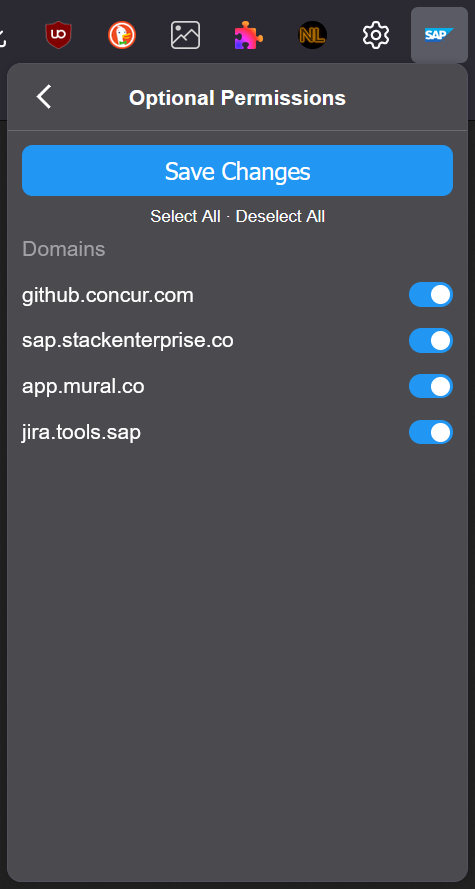 UO
NL
SAP
Optional Permissions
Save Changes
Select All · Deselect All
Domains
github.concur.com
sap.stackenterprise.co
app.mural.co
jira.tools.sap